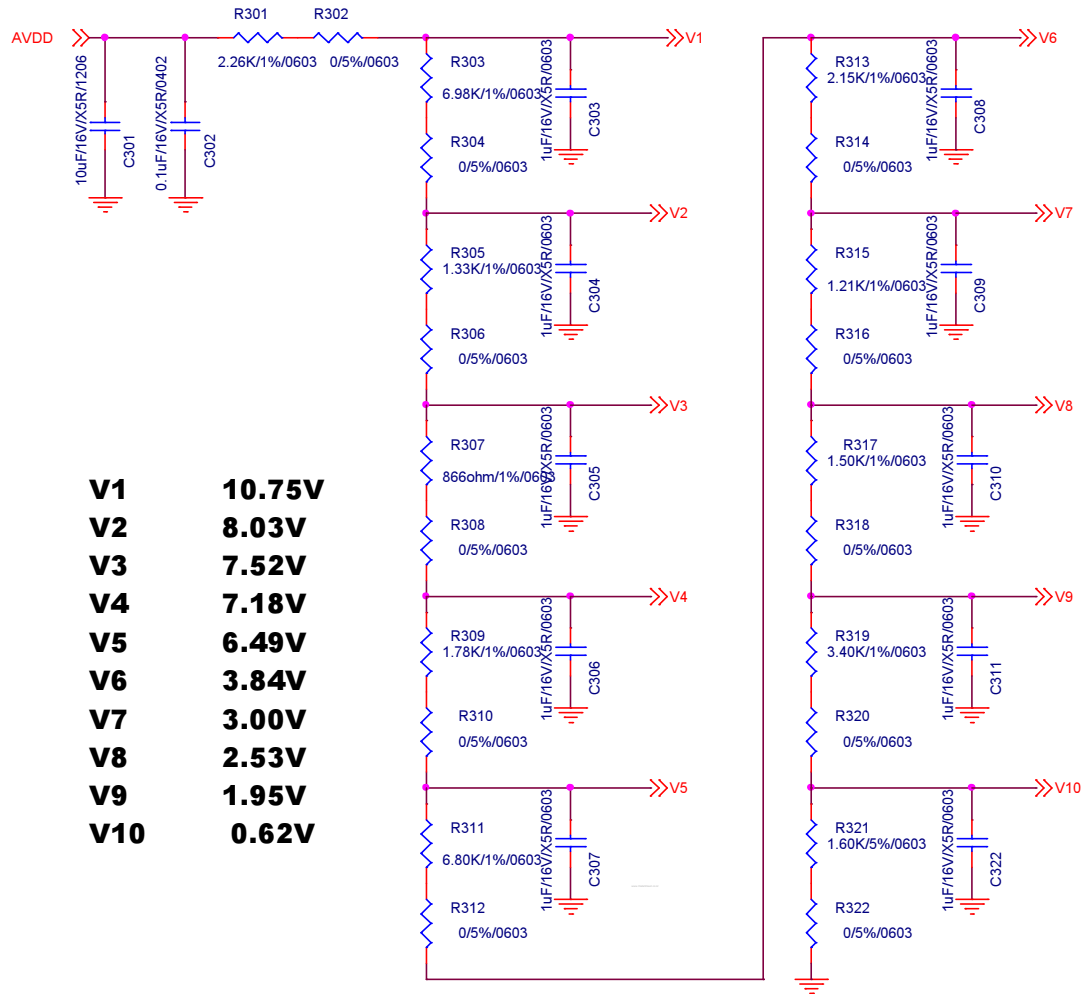 R301
R302
AVDD
2.26K/1%/0603
0/5%/0603
V1
V6
10uF/16V/X5R/1206
C301
0.1uF/16V/X5R/0402
C302
R303
6.98K/1%/0603
1uF/16V/X5R/0603
C303
R304
0/5%/0603
V2
R305
1.33K/1%/0603
1uF/16V/X5R/0603
C304
R306
0/5%/0603
V3
R307
866ohm/1%/0603
1uF/16V/X5R/0603
C305
R308
0/5%/0603
V4
R309
1.78K/1%/0603
1uF/16V/X5R/0603
C306
R310
0/5%/0603
V5
R311
6.80K/1%/0603
1uF/16V/X5R/0603
C307
R312
0/5%/0603
R313
2.15K/1%/0603
1uF/16V/X5R/0603
C308
R314
0/5%/0603
V7
R315
1.21K/1%/0603
1uF/16V/X5R/0603
C309
R316
0/5%/0603
V8
R317
1.50K/1%/0603
1uF/16V/X5R/0603
C310
R318
0/5%/0603
V9
R319
3.40K/1%/0603
1uF/16V/X5R/0603
C311
R320
0/5%/0603
V10
R321
1.60K/5%/0603
1uF/16V/X5R/0603
C322
R322
0/5%/0603
V1 10.75V
V2 8.03V
V3 7.52V
V4 7.18V
V5 6.49V
V6 3.84V
V7 3.00V
V8 2.53V
V9 1.95V
V10 0.62V